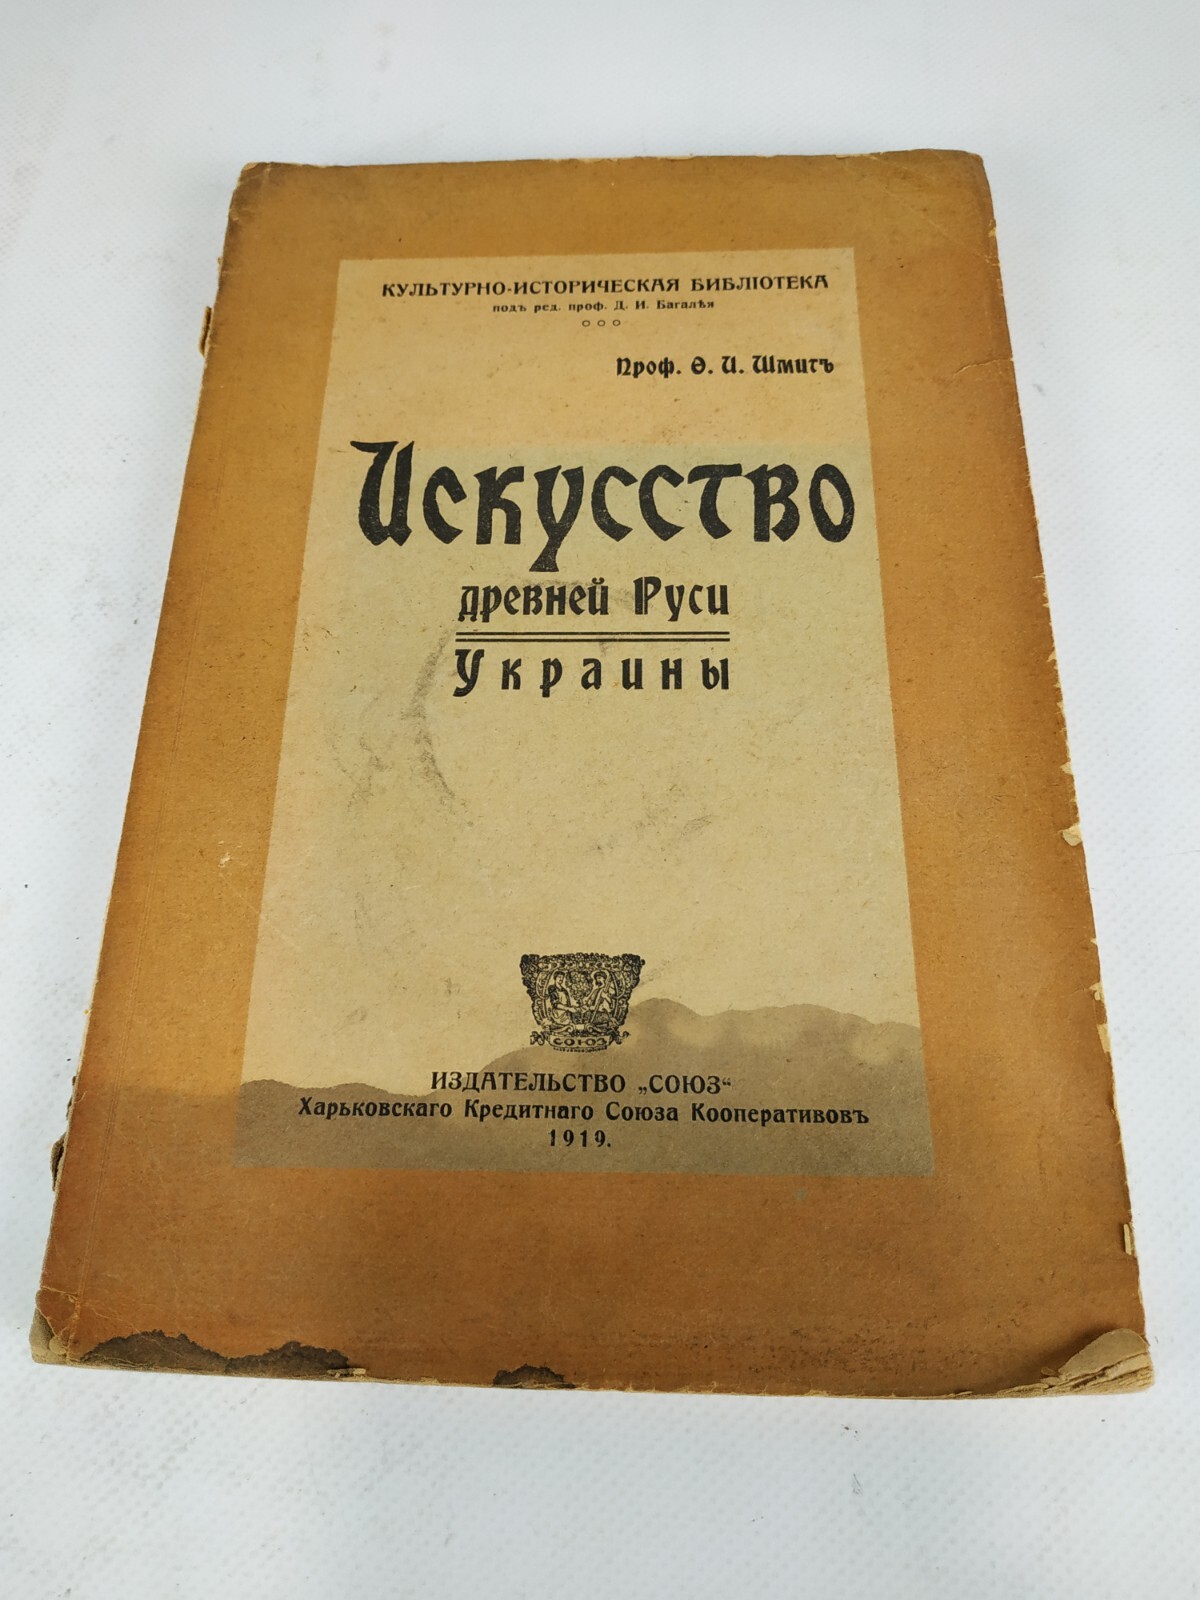 КУЛЬТУРНО-ИСТОРИЧЕСКАЯ БИБЛІОТЕКА
подъ ред. проф. Д. И. Багалѣя
Проф. Ѳ. И. Шмитъ
Искусство
древней Руси
Украины
СОЮЗ
ИЗДАТЕЛЬСТВО „СОЮЗ“
Харьковскаго Кредитнаго Союза Кооперативовъ
1919.